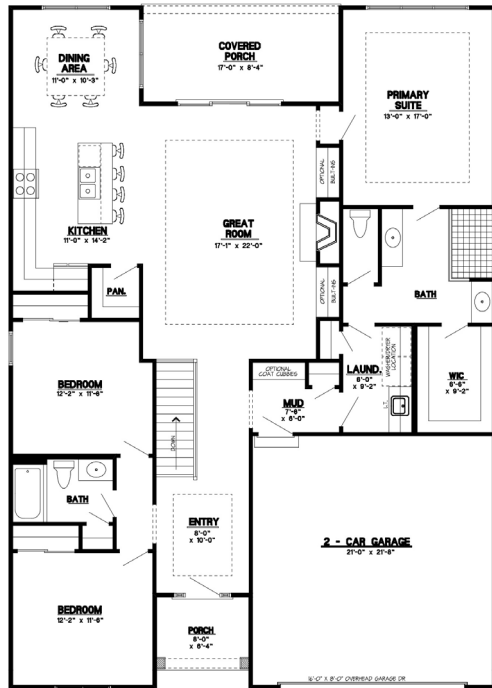 COVERED
PORCH
17'-0" x 8'-4"
DINING
AREA
11'-0" x 10'-3"
PRIMARY
SUITE
13'-0" x 17'-0"
OPTIONAL
BUILT-INS
KITCHEN
11'-0" x 14'-2"
GREAT
ROOM
17'-1" x 22'-0"
PAN.
OPTIONAL
BUILT-INS
BATH
BEDROOM
12'-2" x 11'-6"
OPTIONAL
COAT CUBBIES
MUD
7'-8"
x 6'-0"
LAUND.
6'-0"
x 9'-2"
WASHER/DRYER
LOCATION
L.T.
WIC
6'-6"
x 9'-2"
DOWN
BATH
ENTRY
8'-0"
x 10'-0"
2 - CAR GARAGE
21'-0" x 21'-8"
BEDROOM
12'-2" x 11'-6"
PORCH
8'-0"
x 6'-4"
16'-0" X 8'-0" OVERHEAD GARAGE DR